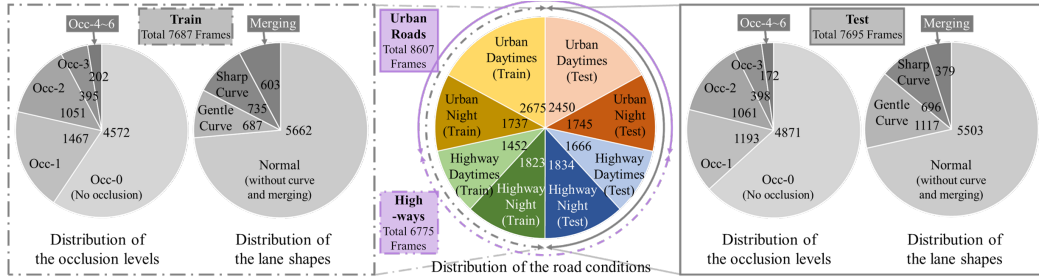 Train
Total 7687 Frames
Occ-4~6
Occ-3
202
Occ-2
395
1051
1467
4572
Occ-1
Occ-0
(No occlusion)
Distribution of
the occlusion levels
Merging
Sharp
Curve
603
735
Gentle
Curve
687
5662
Normal
(without curve
and merging)
Distribution of
the lane shapes
Urban
Roads
Total 8607
Frames
High
-ways
Total 6775
Frames
Urban
Daytimes
(Train)
2675
Urban
Daytimes
(Test)
2450
Urban
Night
(Train)
1737
Urban
Night
(Test)
1745
Highway
Daytimes
(Train)
1452
Highway
Daytimes
(Test)
1666
1823
Highway
Night
(Train)
1834
Highway
Night
(Test)
Distribution of the road conditions
Test
Total 7695 Frames
Occ-4~6
Occ-3
172
Occ-2
398
1061
1193
4871
Occ-1
Occ-0
(No occlusion)
Distribution of
the occlusion levels
Merging
Sharp
Curve
379
Gentle
Curve
696
1117
5503
Normal
(without curve
and merging)
Distribution of
the lane shapes